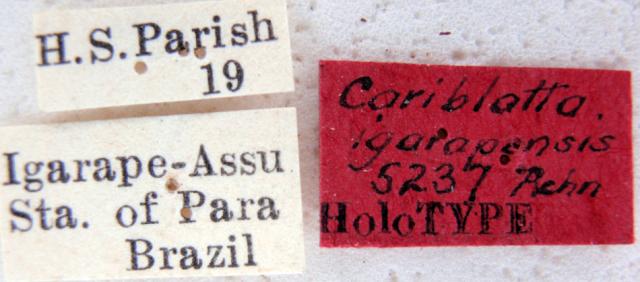 H.S.Parish
19
Igarape-Assu
Sta. of Para
Brazil
Cariblatta.
igarapensis
5237 Rehn
HoloTYPE